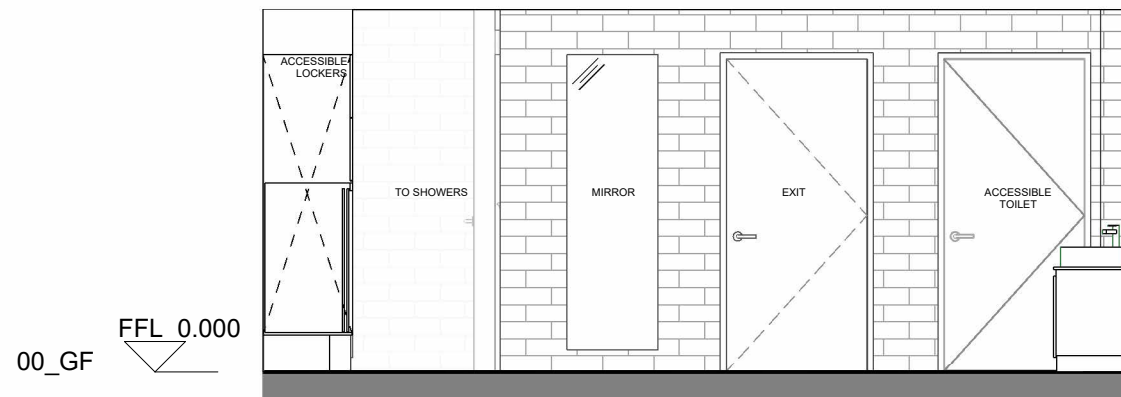 ACCESSIBLE
LOCKERS
TO SHOWERS
MIRROR
EXIT
ACCESSIBLE
TOILET
FFL 0.000
00_GF